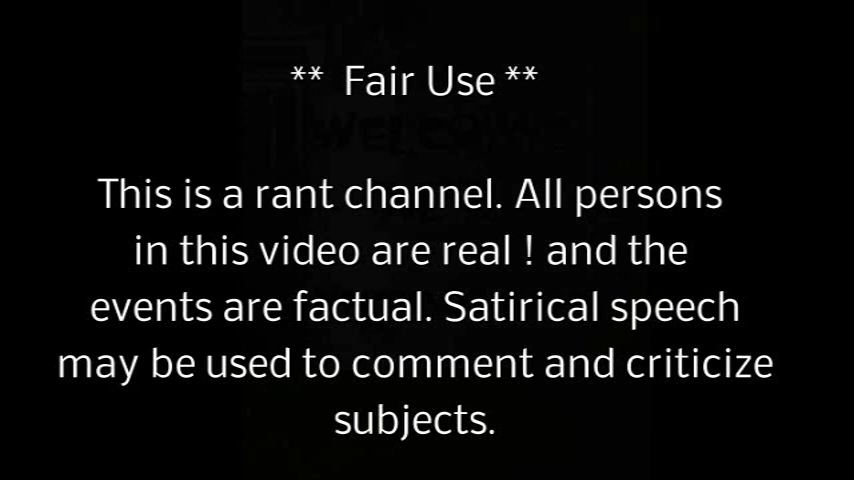 ** Fair Use **
WELCOME
This is a rant channel. All persons
in this video are real ! and the
events are factual. Satirical speech
may be used to comment and criticize
subjects.